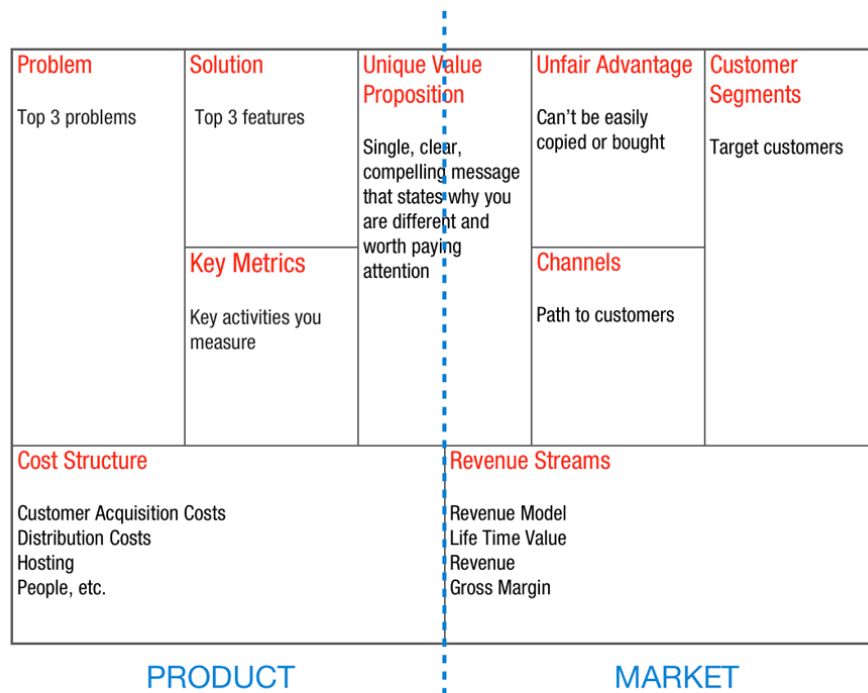 Problem
Top 3 problems
Solution
Top 3 features
Key Metrics
Key activities you
measure
Unique Value
Proposition
Single, clear,
compelling message
that states why you
are different and
worth paying
attention
Unfair Advantage
Can't be easily
copied or bought
Channels
Path to customers
Customer
Segments
Target customers
Cost Structure
Customer Acquisition Costs
Distribution Costs
Hosting
People, etc.
Revenue Streams
Revenue Model
Life Time Value
Revenue
Gross Margin
PRODUCT
MARKET